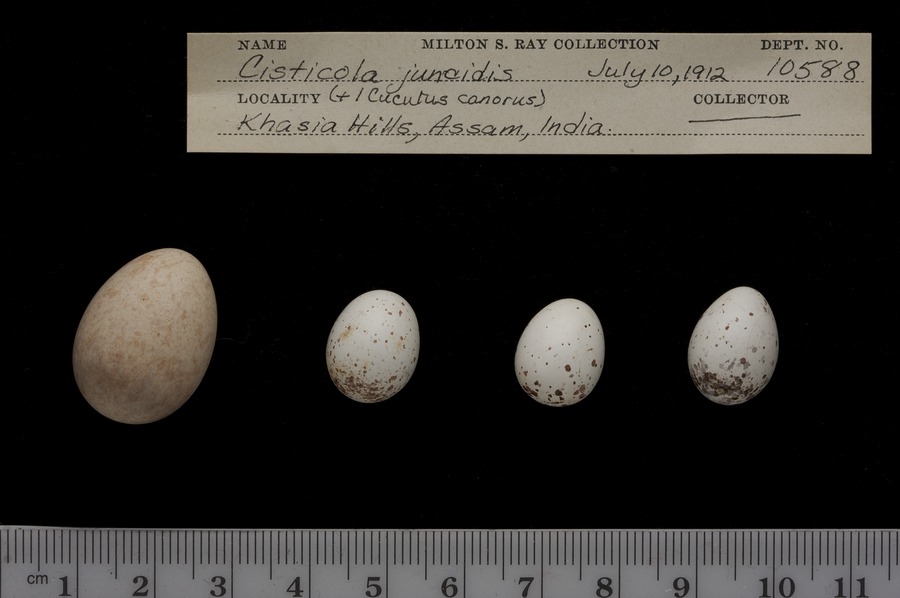 NAME MILTON S. RAY COLLECTION DEPT. NO.
Cisticola juncidis July 10, 1912 10588
LOCALITY (+1 Cuculus canorus) COLLECTOR
Khasia Hills, Assam, India.
cm 1 2 3 4 5 6 7 8 9 10 11